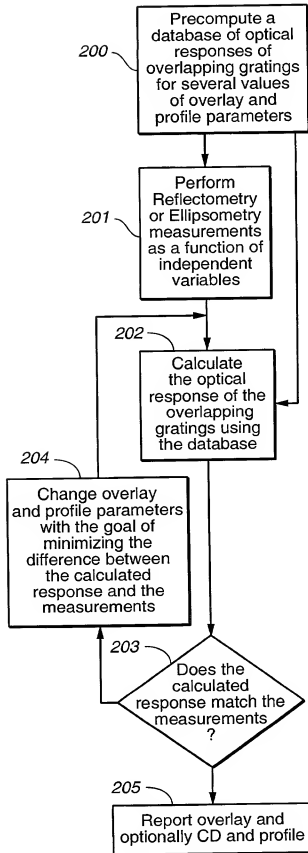 200
Precompute a
database of optical
responses of
overlapping gratings
for several values
of overlay and
profile parameters
201
Perform
Reflectometry
or Ellipsometry
measurements
as a function of
independent
variables
202
Calculate
the optical
response of the
overlapping
gratings using
the database
204
Change overlay
and profile parameters
with the goal of
minimizing the
difference between
the calculated
response and the
measurements
203
Does the
calculated
response match the
measurements
?
205
Report overlay and
optionally CD and profile